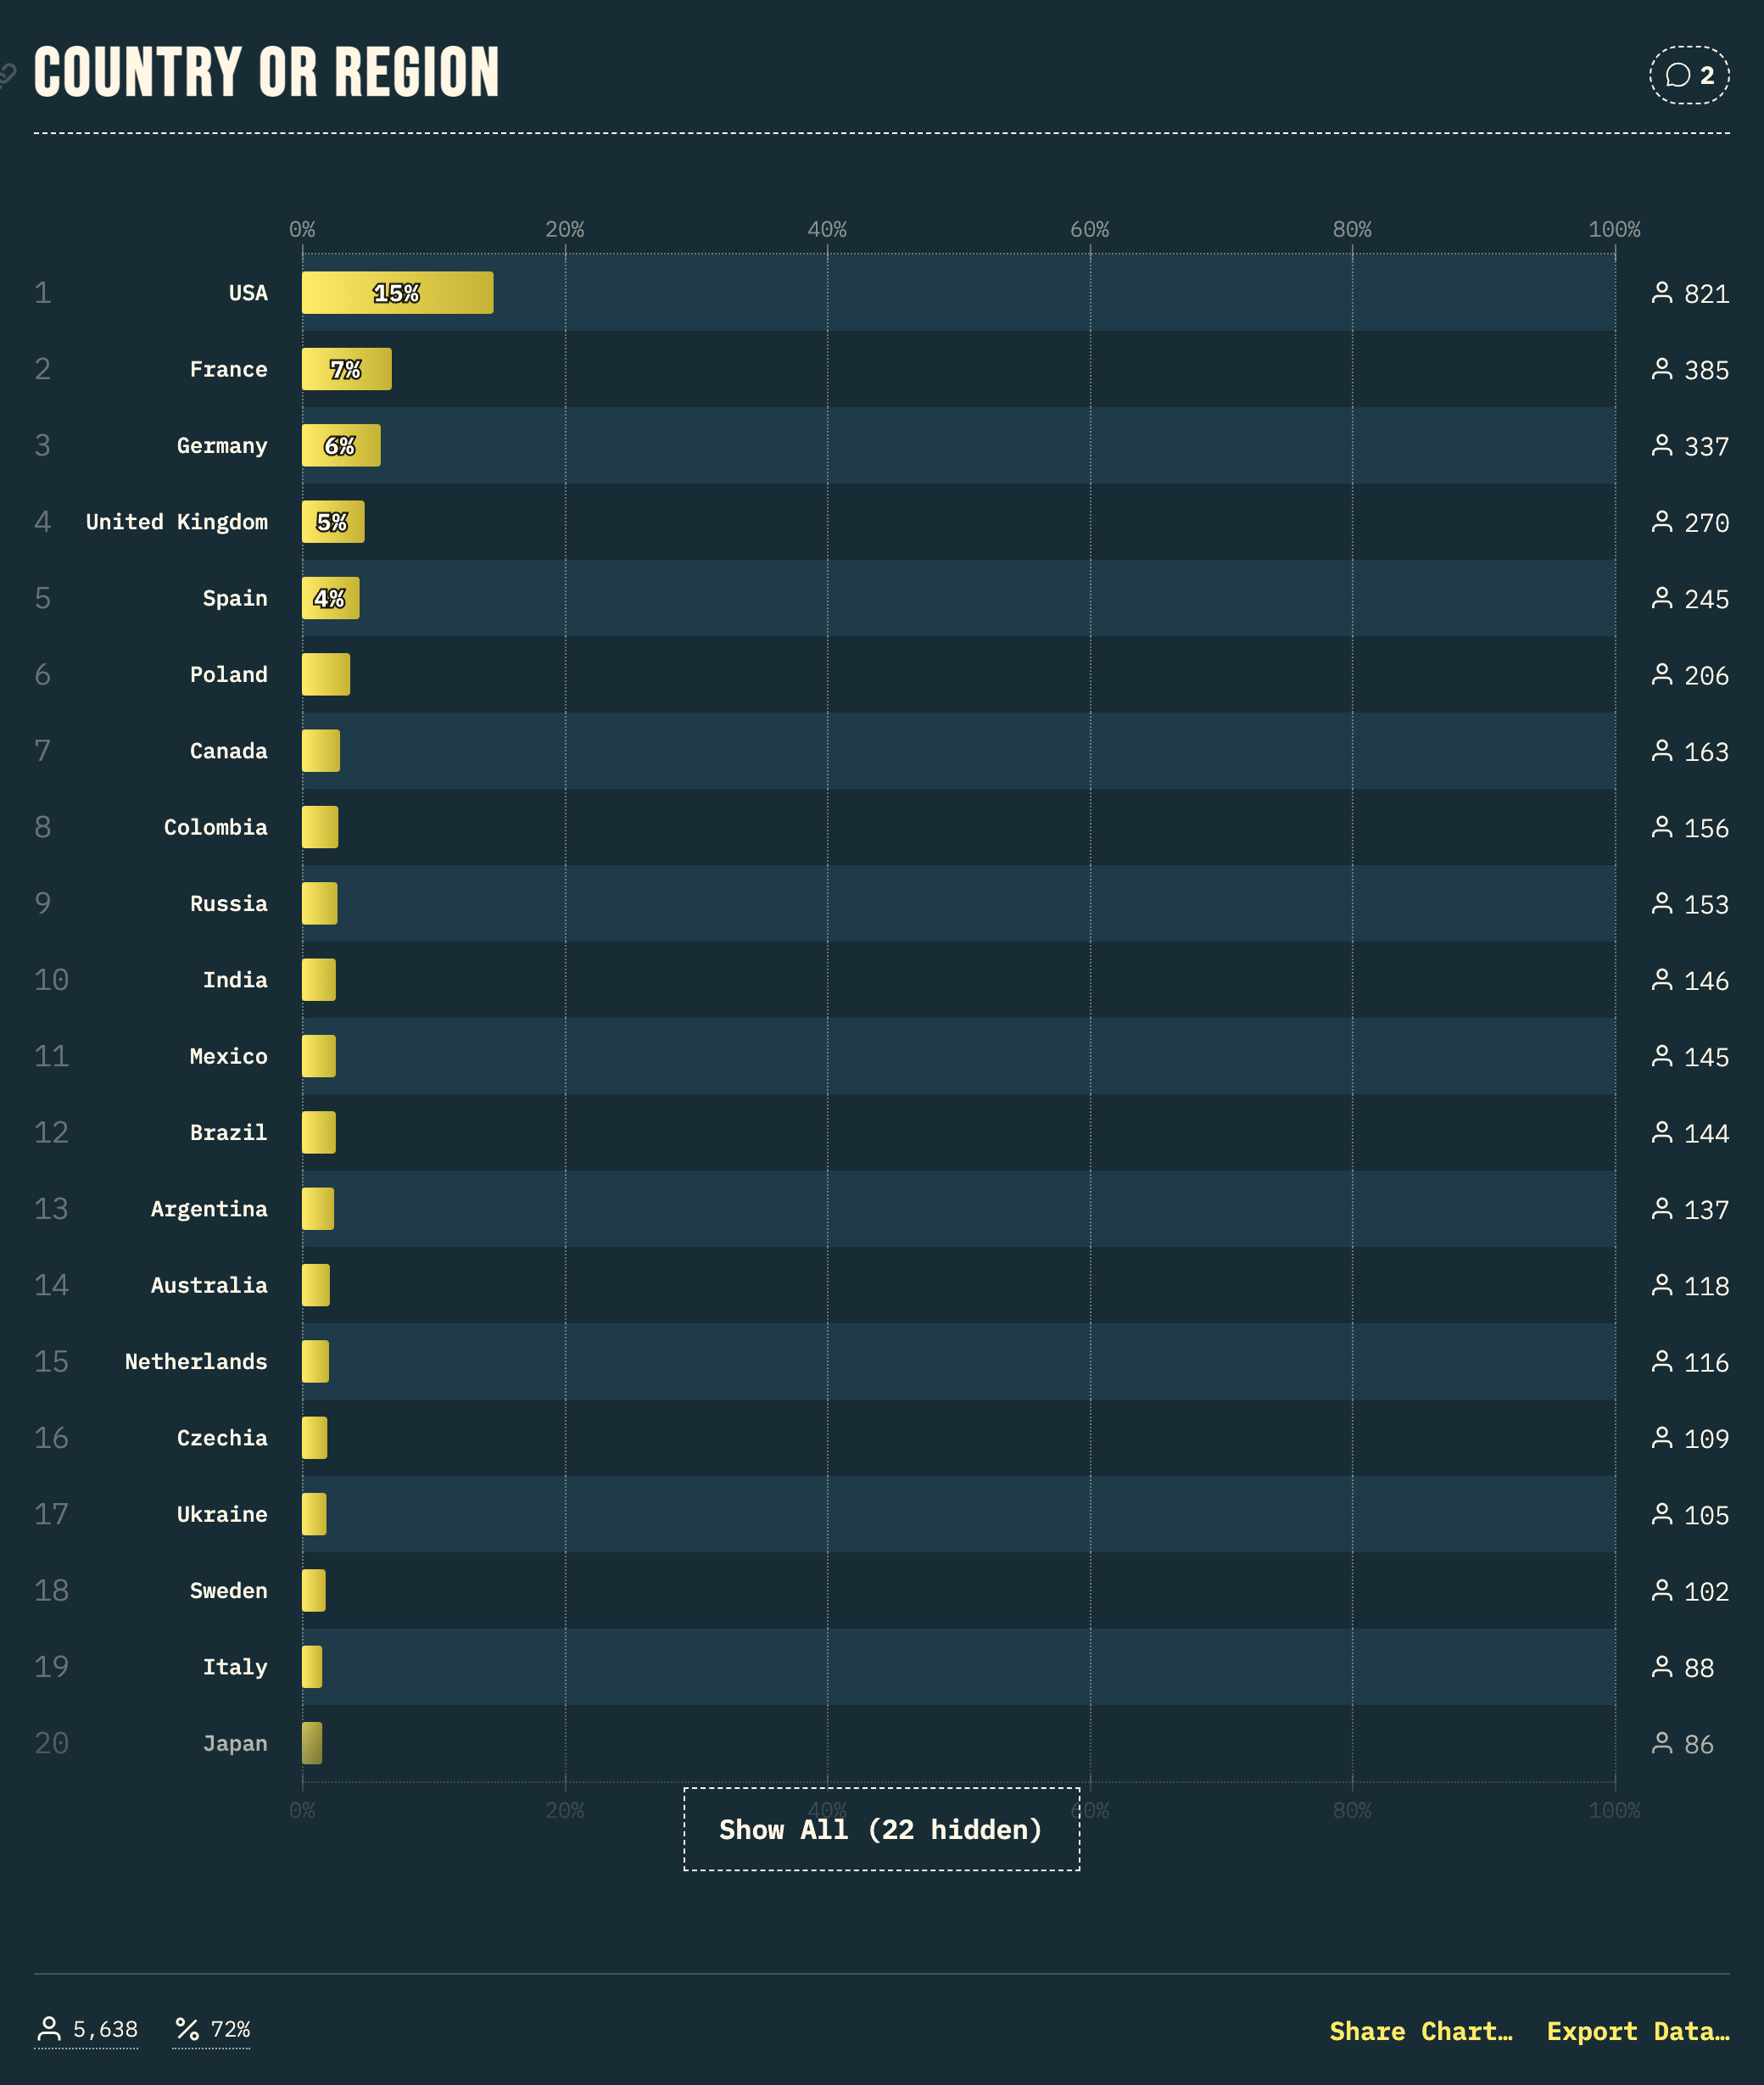 COUNTRY OR REGION
2
0% 20% 40% 60% 80% 100%
1 USA 15% 821
2 France 7% 385
3 Germany 6% 337
4 United Kingdom 5% 270
5 Spain 4% 245
6 Poland 206
7 Canada 163
8 Colombia 156
9 Russia 153
10 India 146
11 Mexico 145
12 Brazil 144
13 Argentina 137
14 Australia 118
15 Netherlands 116
16 Czechia 109
17 Ukraine 105
18 Sweden 102
19 Italy 88
20 Japan 86
0% 20% 40% 60% 80% 100%
Show All (22 hidden)
5,638 % 72% Share Chart… Export Data…